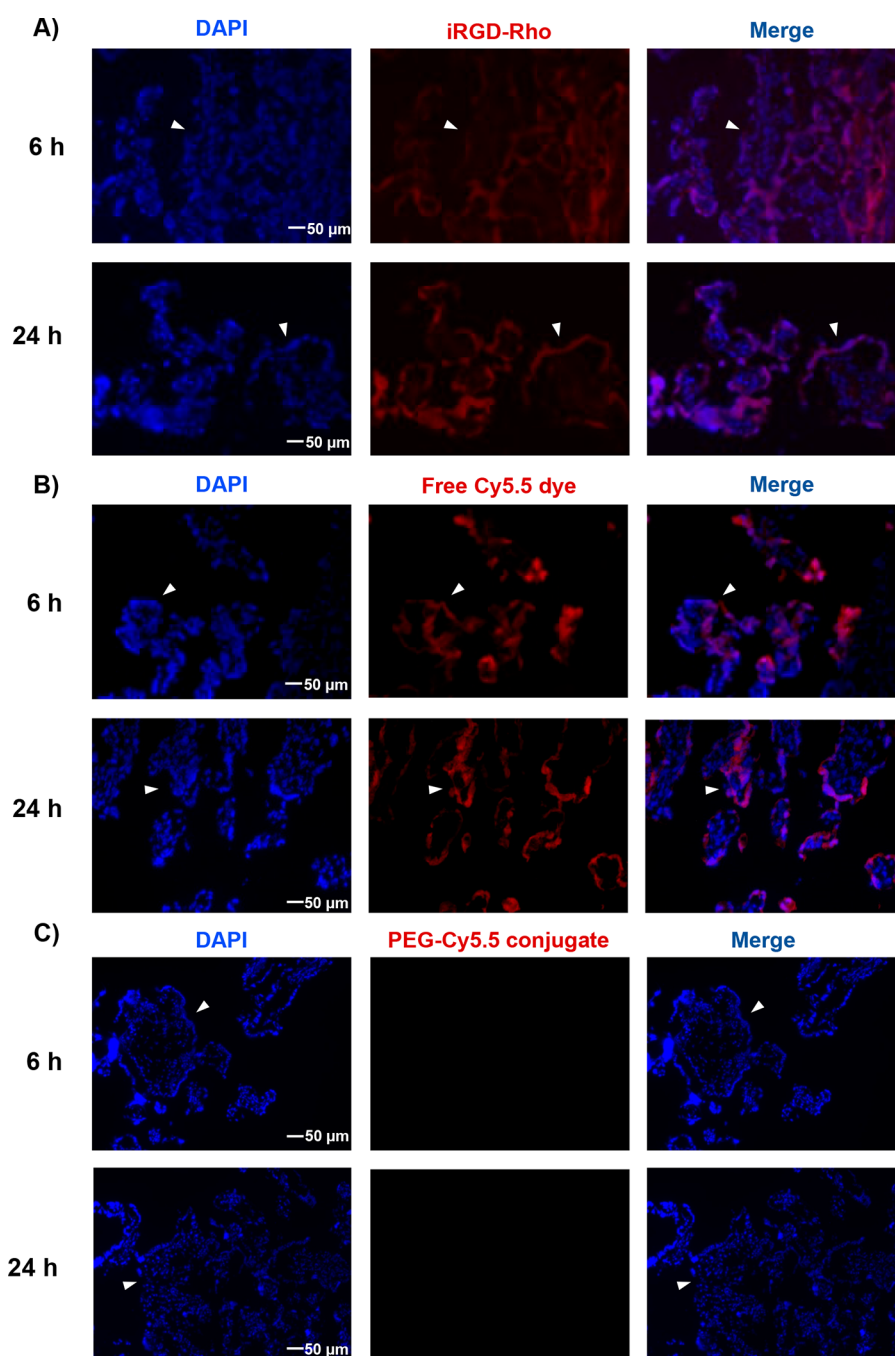 A)
DAPI iRGD-Rho Merge
6 h
50 µm
24 h
50 µm
B)
DAPI Free Cy5.5 dye Merge
6 h
50 µm
24 h
50 µm
C)
DAPI PEG-Cy5.5 conjugate Merge
6 h
50 µm
24 h
50 µm